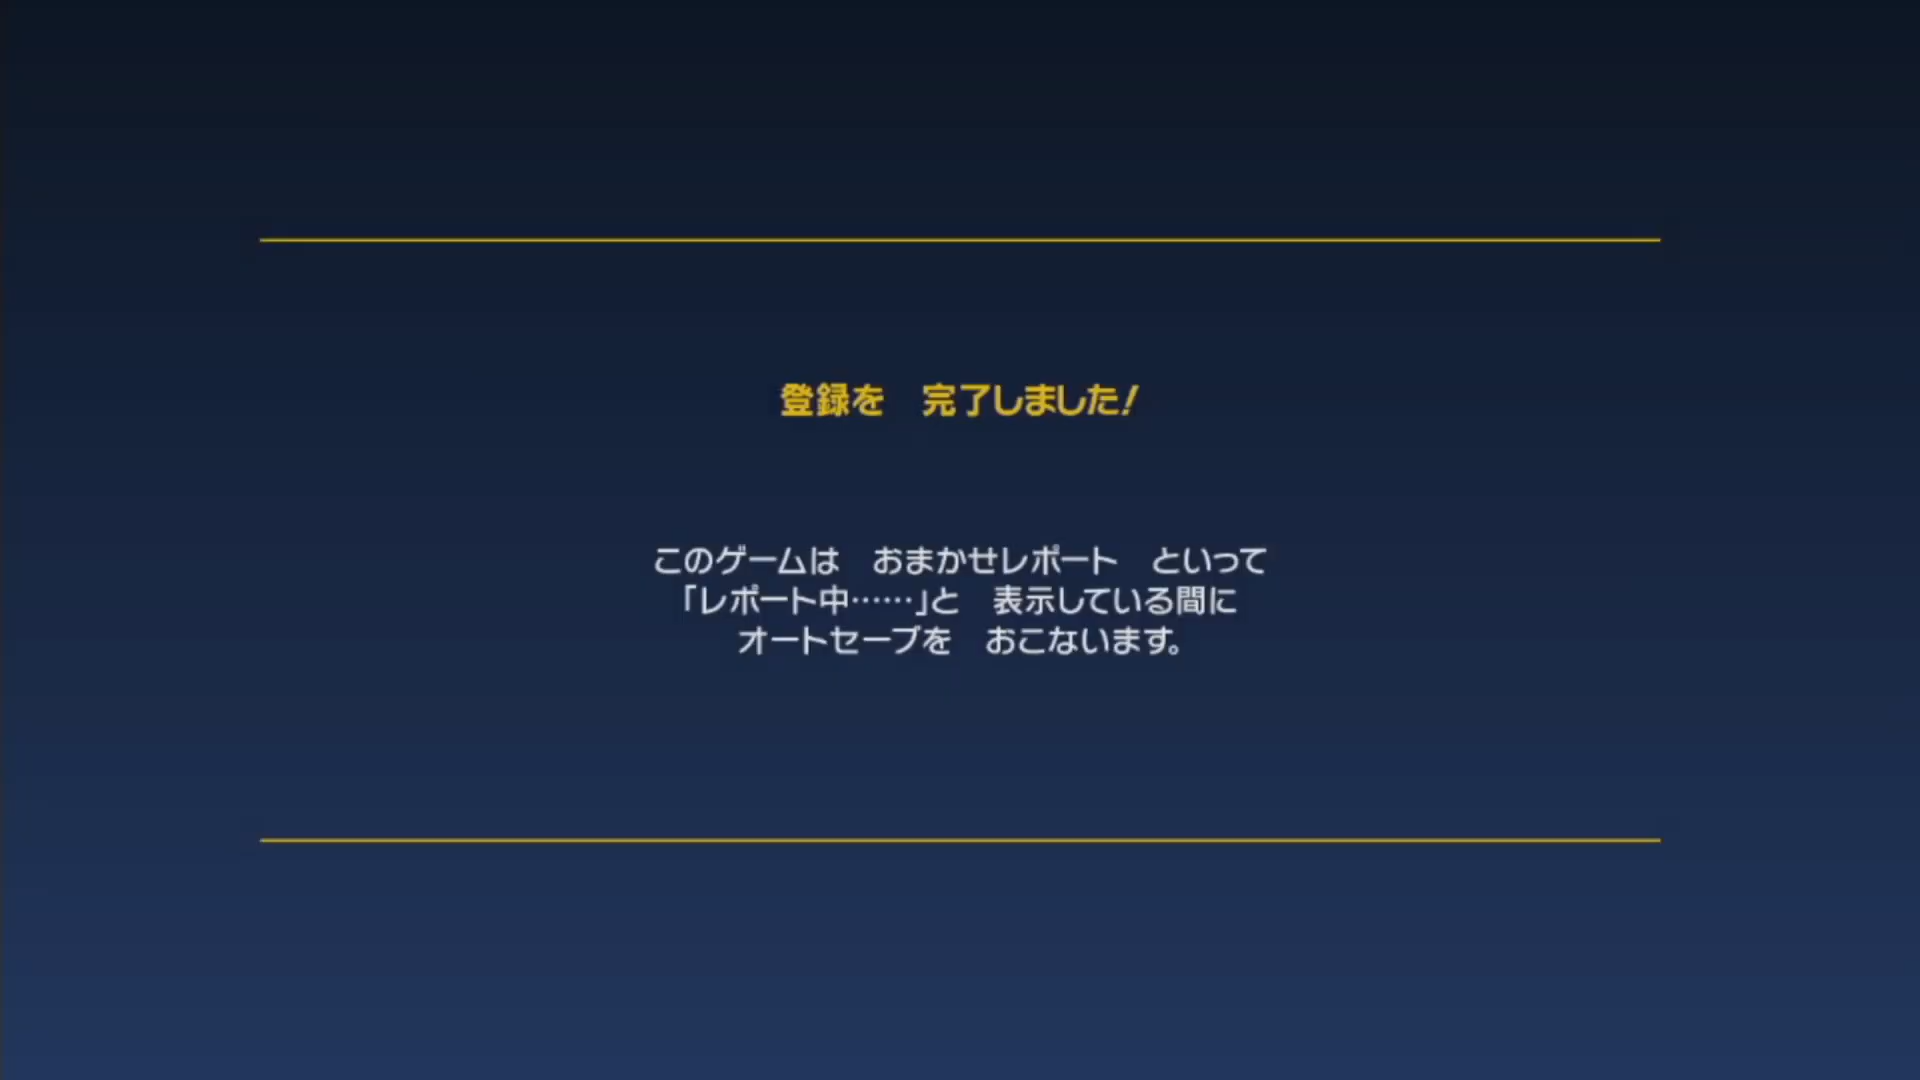 登録を　完了しました!
このゲームは　おまかせレポート　といって
「レポート中……」と　表示している間に
オートセーブを　おこないます。